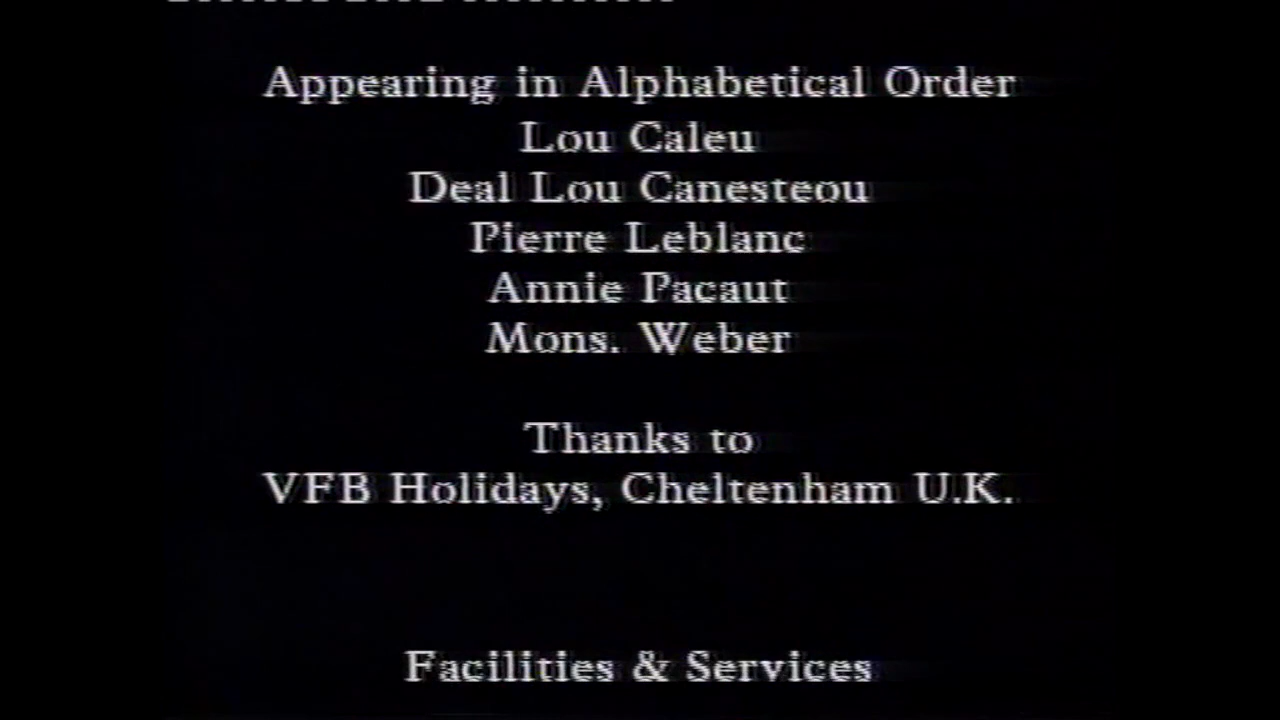 Appearing in Alphabetical Order
Lou Caleu
Deal Lou Canesteou
Pierre Leblanc
Annie Pacaut
Mons. Weber
Thanks to
VFB Holidays, Cheltenham U.K.
Facilities & Services